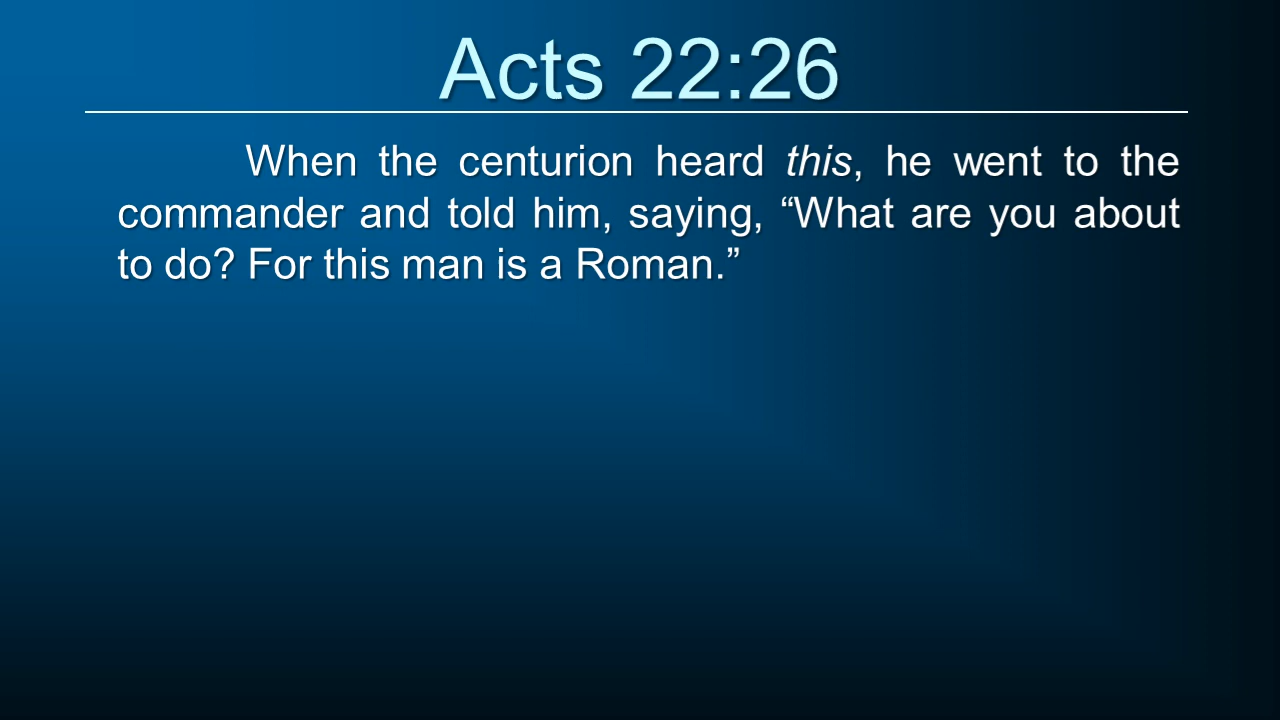 Acts 22:26
When the centurion heard this, he went to the
commander and told him, saying, “What are you about
to do? For this man is a Roman.”